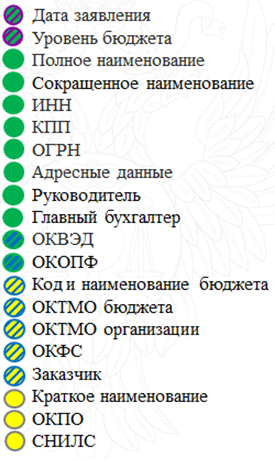 Дата заявления
Уровень бюджета
Полное наименование
Сокращенное наименование
ИНН
КПП
ОГРН
Адресные данные
Руководитель
Главный бухгалтер
ОКВЭД
ОКОПФ
Код и наименование бюджета
ОКТМО бюджета
ОКТМО организации
ОКФС
Заказчик
Краткое наименование
ОКПО
СНИЛС